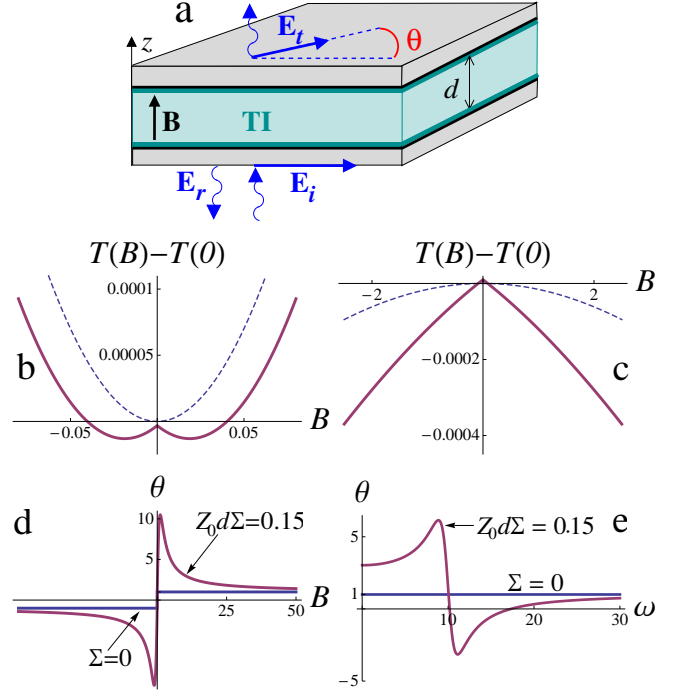 a
z
E_t
θ
B
TI
d
E_r
E_i
T(B)−T(0)
0.0001
0.00005
b
−0.05
0.05
B
T(B)−T(0)
−2
2
B
−0.0002
c
−0.0004
d
θ
10
5
Z_0dΣ=0.15
25
50
B
Σ=0
θ
e
5
Z_0dΣ = 0.15
Σ = 0
1
10
20
30
ω
−5